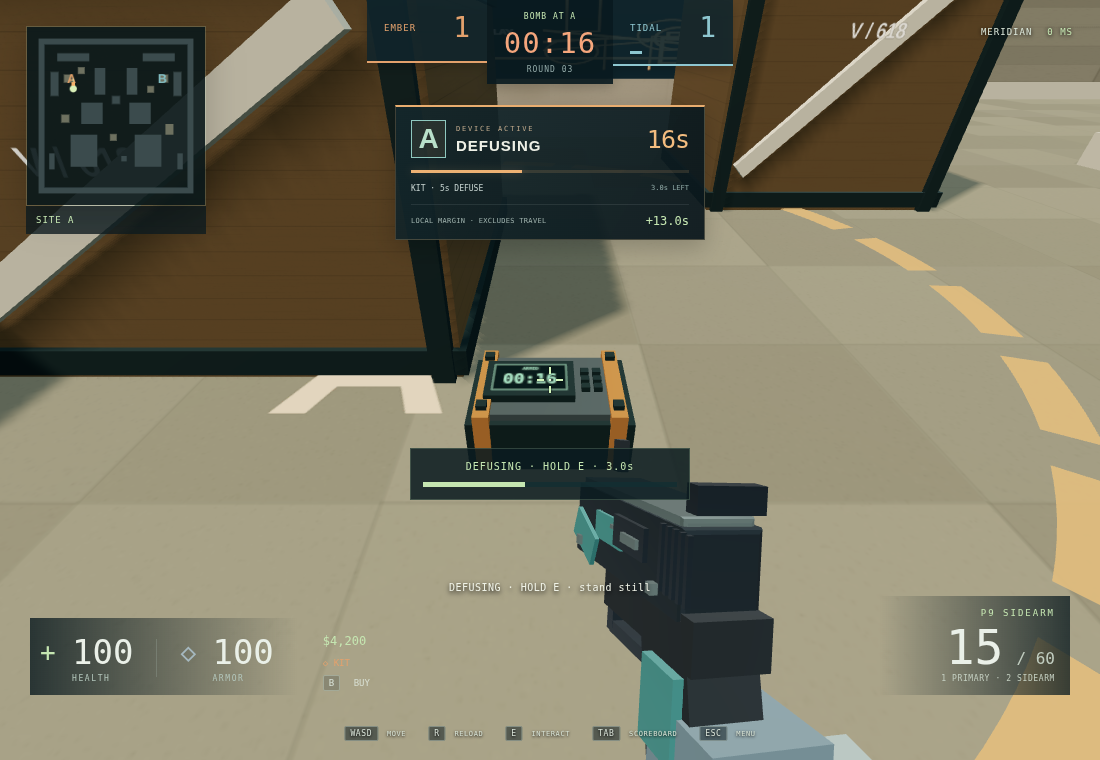 EMBER 1
BOMB AT A
00:16
ROUND 03
TIDAL 1
V/618
MERIDIAN 0 MS
A B
SITE A
A
DEVICE ACTIVE
DEFUSING
16s
KIT · 5s DEFUSE
3.0s LEFT
LOCAL MARGIN · EXCLUDES TRAVEL
+13.0s
00:16
DEFUSING · HOLD E · 3.0s
DEFUSING · HOLD E · stand still
+ 100
HEALTH
◇ 100
ARMOR
$4,200
◇ KIT
B BUY
P9 SIDEARM
15 / 60
1 PRIMARY · 2 SIDEARM
WASD MOVE
R RELOAD
E INTERACT
TAB SCOREBOARD
ESC MENU